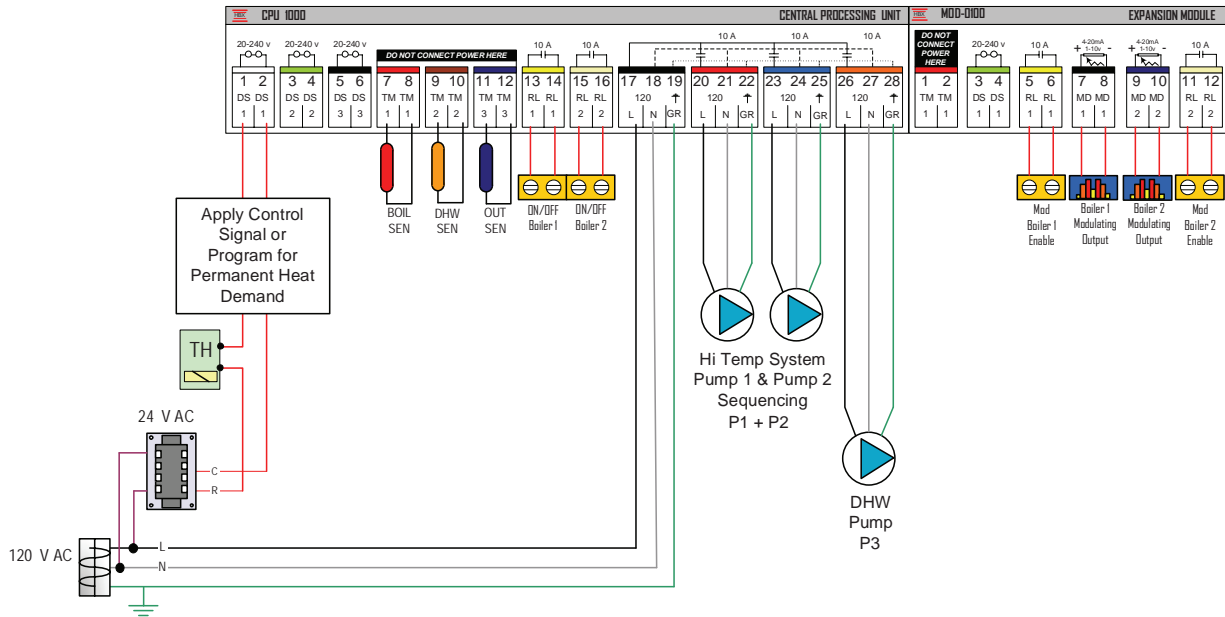 HBX CPU 1000 CENTRAL PROCESSING UNIT HBX MOD-0100 EXPANSION MODULE
20-240 v 20-240 v 20-240 v DO NOT CONNECT POWER HERE 10 A 10 A 10 A 10 A 10 A DO NOT CONNECT POWER HERE 20-240 v 10 A + 4-20mA 1-10v - + 4-20mA 1-10v - 10 A
1 2 3 4 5 6 7 8 9 10 11 12 13 14 15 16 17 18 19 20 21 22 23 24 25 26 27 28 1 2 3 4 5 6 7 8 9 10 11 12
DS DS DS DS DS DS TM TM TM TM TM TM RL RL RL RL 120 120 120 120 TM TM DS DS RL RL MD MD MD MD RL RL
1 1 2 2 3 3 1 1 2 2 3 3 1 1 2 2 L N GR L N GR L N GR L N GR 1 1 1 1 1 1 1 1 2 2 2 2
BOIL SEN
DHW SEN
OUT SEN
ON/OFF Boiler 1
ON/OFF Boiler 2
Mod Boiler 1 Enable
Boiler 1 Modulating Output
Boiler 2 Modulating Output
Mod Boiler 2 Enable
Apply Control
Signal or
Program for
Permanent Heat
Demand
TH
Hi Temp System
Pump 1 & Pump 2
Sequencing
P1 + P2
24 V AC
C
R
DHW
Pump
P3
120 V AC
L
N